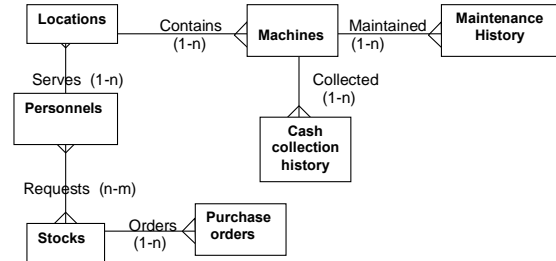 Locations
Contains
(1-n)
Machines
Maintained
(1-n)
Maintenance
History
Serves (1-n)
Collected
(1-n)
Personnels
Cash
collection
history
Requests (n-m)
Stocks
Orders
(1-n)
Purchase
orders